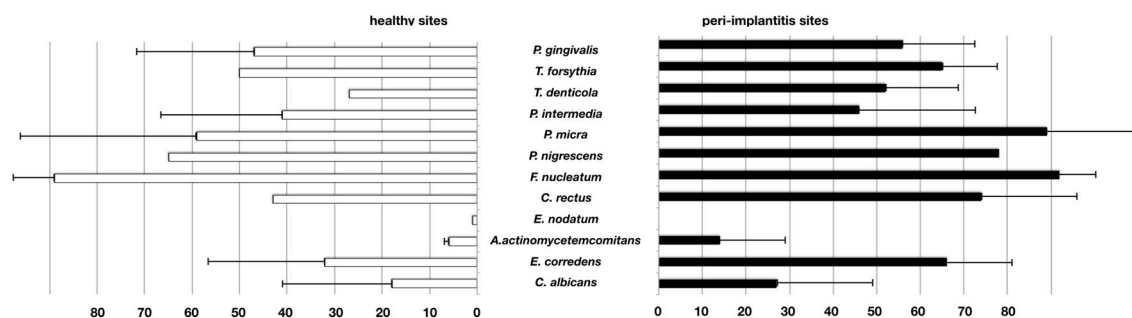 healthy sites
peri-implantitis sites
P. gingivalis
T. forsythia
T. denticola
P. intermedia
P. micra
P. nigrescens
F. nucleatum
C. rectus
E. nodatum
A.actinomycetemcomitans
E. corredens
C. albicans
80 70 60 50 40 30 20 10 0
0 10 20 30 40 50 60 70 80